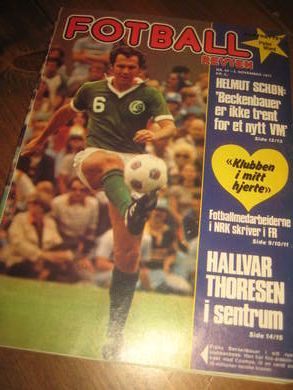 FOTBALL
REVYEN
HELMUT SCHØN:
"Beckenbauer
er ikke trent
for et nytt VM"
Side 12/13
«Klubben
i mitt
hjerte»
Fotballmedarbeiderne
i NRK skriver i FR
Side 9/10/11
HALLVAR
THORESEN
i sentrum
Side 14/15
6